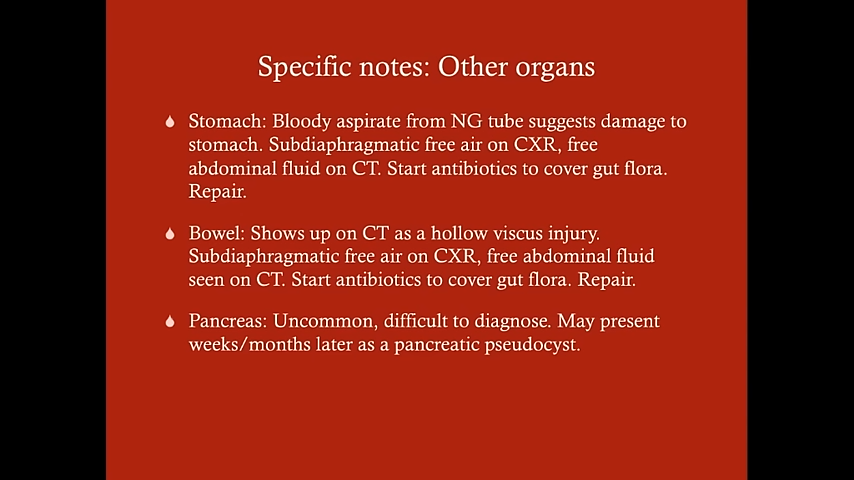 Specific notes: Other organs
Stomach: Bloody aspirate from NG tube suggests damage to
stomach. Subdiaphragmatic free air on CXR, free
abdominal fluid on CT. Start antibiotics to cover gut flora.
Repair.
Bowel: Shows up on CT as a hollow viscus injury.
Subdiaphragmatic free air on CXR, free abdominal fluid
seen on CT. Start antibiotics to cover gut flora. Repair.
Pancreas: Uncommon, difficult to diagnose. May present
weeks/months later as a pancreatic pseudocyst.